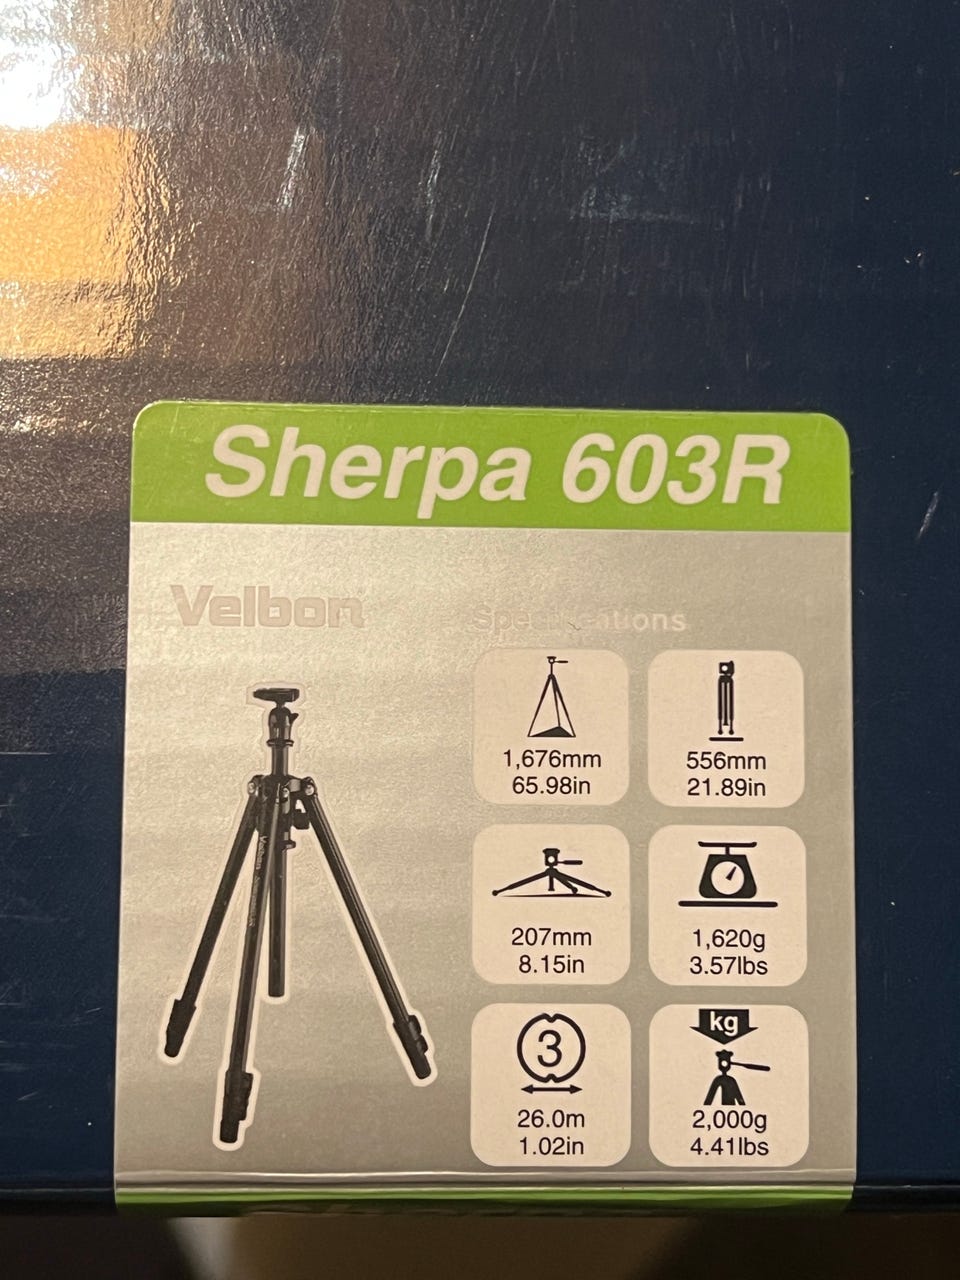 Sherpa 603R
Velbon
Specifications
1,676mm
65.98in
556mm
21.89in
207mm
8.15in
1,620g
3.57lbs
3
26.0m
1.02in
kg
2,000g
4.41lbs